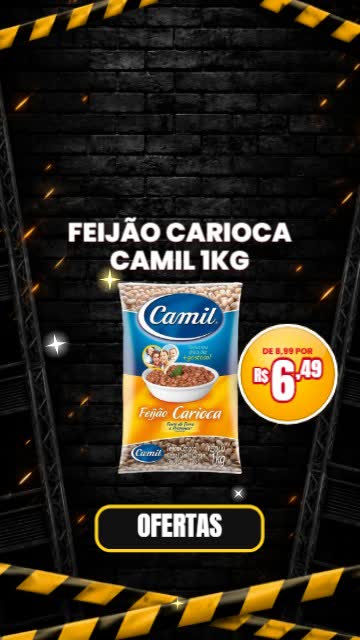 FEIJÃO CARIOCA
CAMIL 1KG
Camil
Feijão Carioca
Camil
1kg
DE 8,99 POR
R$ 6,49
OFERTAS